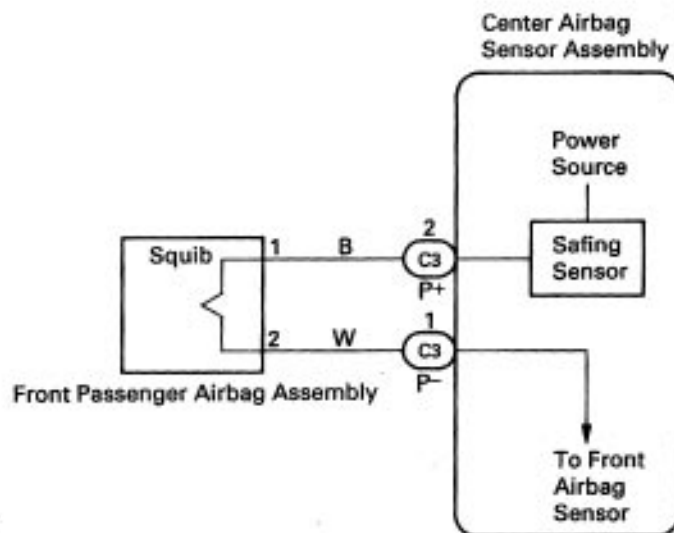 Center Airbag
Sensor Assembly
Power
Source
Safing
Sensor
Squib
1
B
2
C3
P+
2
W
1
C3
P-
Front Passenger Airbag Assembly
To Front
Airbag
Sensor